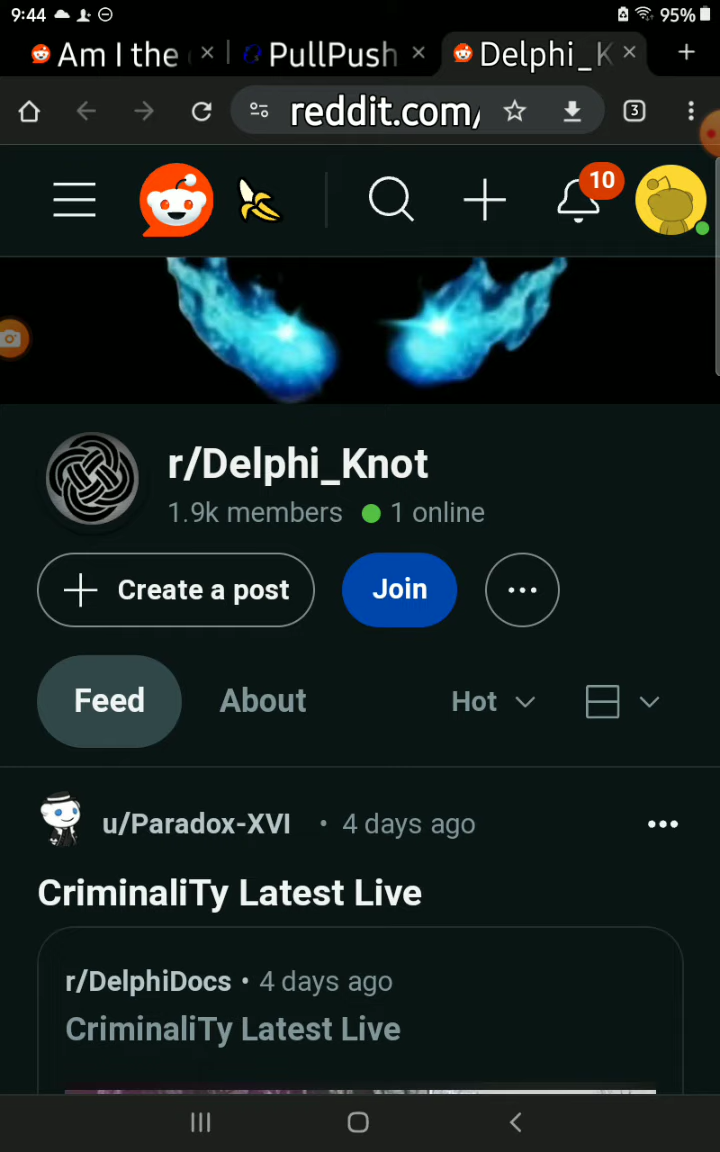 9:44 95%
Am I the
PullPush
Delphi_K
reddit.com/
3
10
r/Delphi_Knot
1.9k members 1 online
Create a post
Join
Feed
About
Hot
u/Paradox-XVI • 4 days ago
CriminaliTy Latest Live
r/DelphiDocs • 4 days ago
CriminaliTy Latest Live